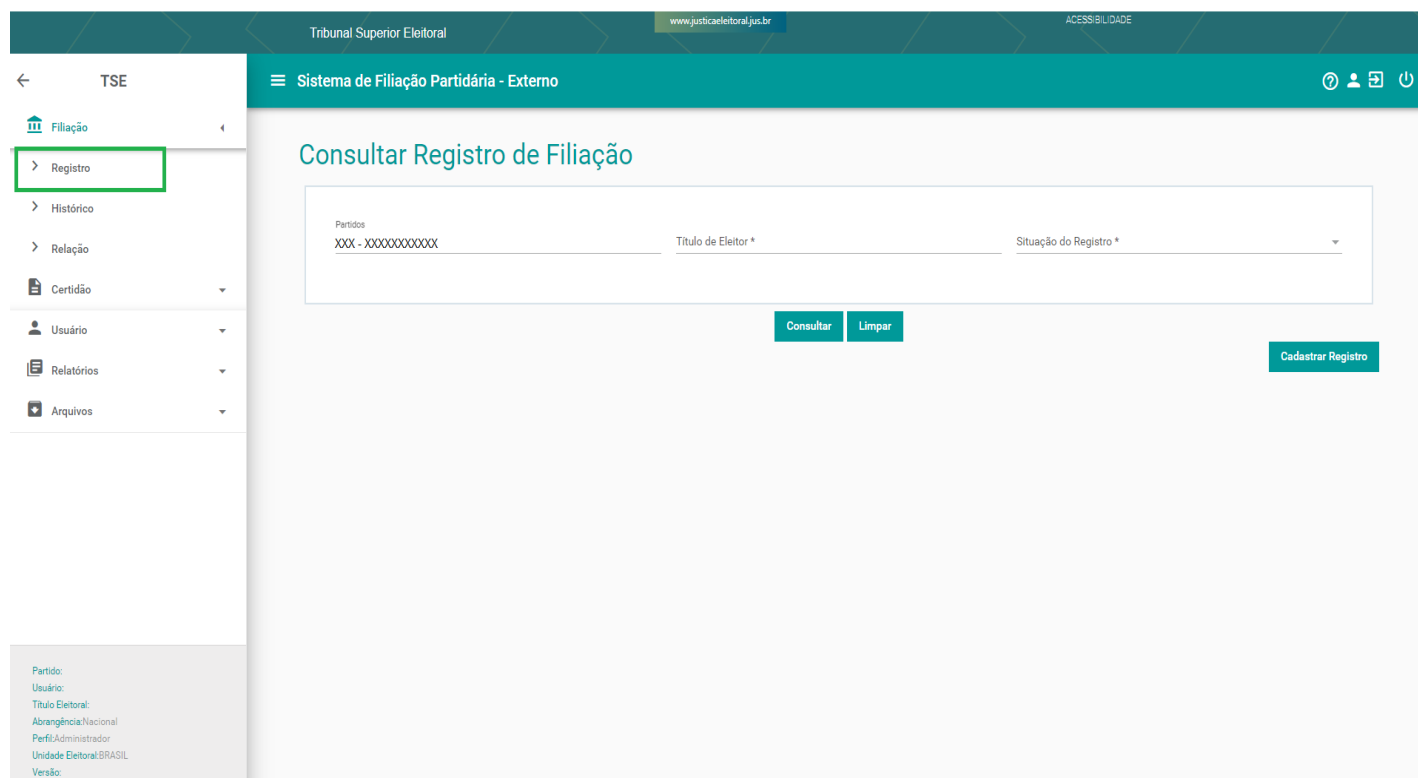 Tribunal Superior Eleitoral
www.justicaeleitoral.jus.br
ACESSIBILIDADE
TSE
Sistema de Filiação Partidária - Externo
Filiação
Registro
Histórico
Relação
Certidão
Usuário
Relatórios
Arquivos
Consultar Registro de Filiação
Partidos
XXX - XXXXXXXXXXX
Título de Eleitor *
Situação do Registro *
Consultar
Limpar
Cadastrar Registro
Partido:
Usuário:
Título Eleitoral:
Abrangência:Nacional
Perfil:Administrador
Unidade Eleitoral:BRASIL
Versão: